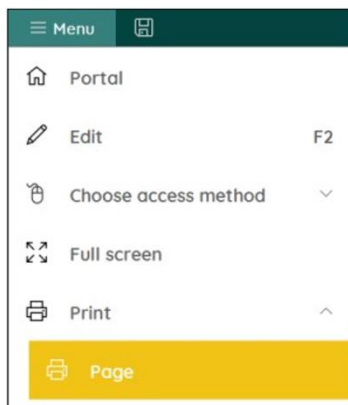 Menu
Portal
Edit F2
Choose access method
Full screen
Print
Page